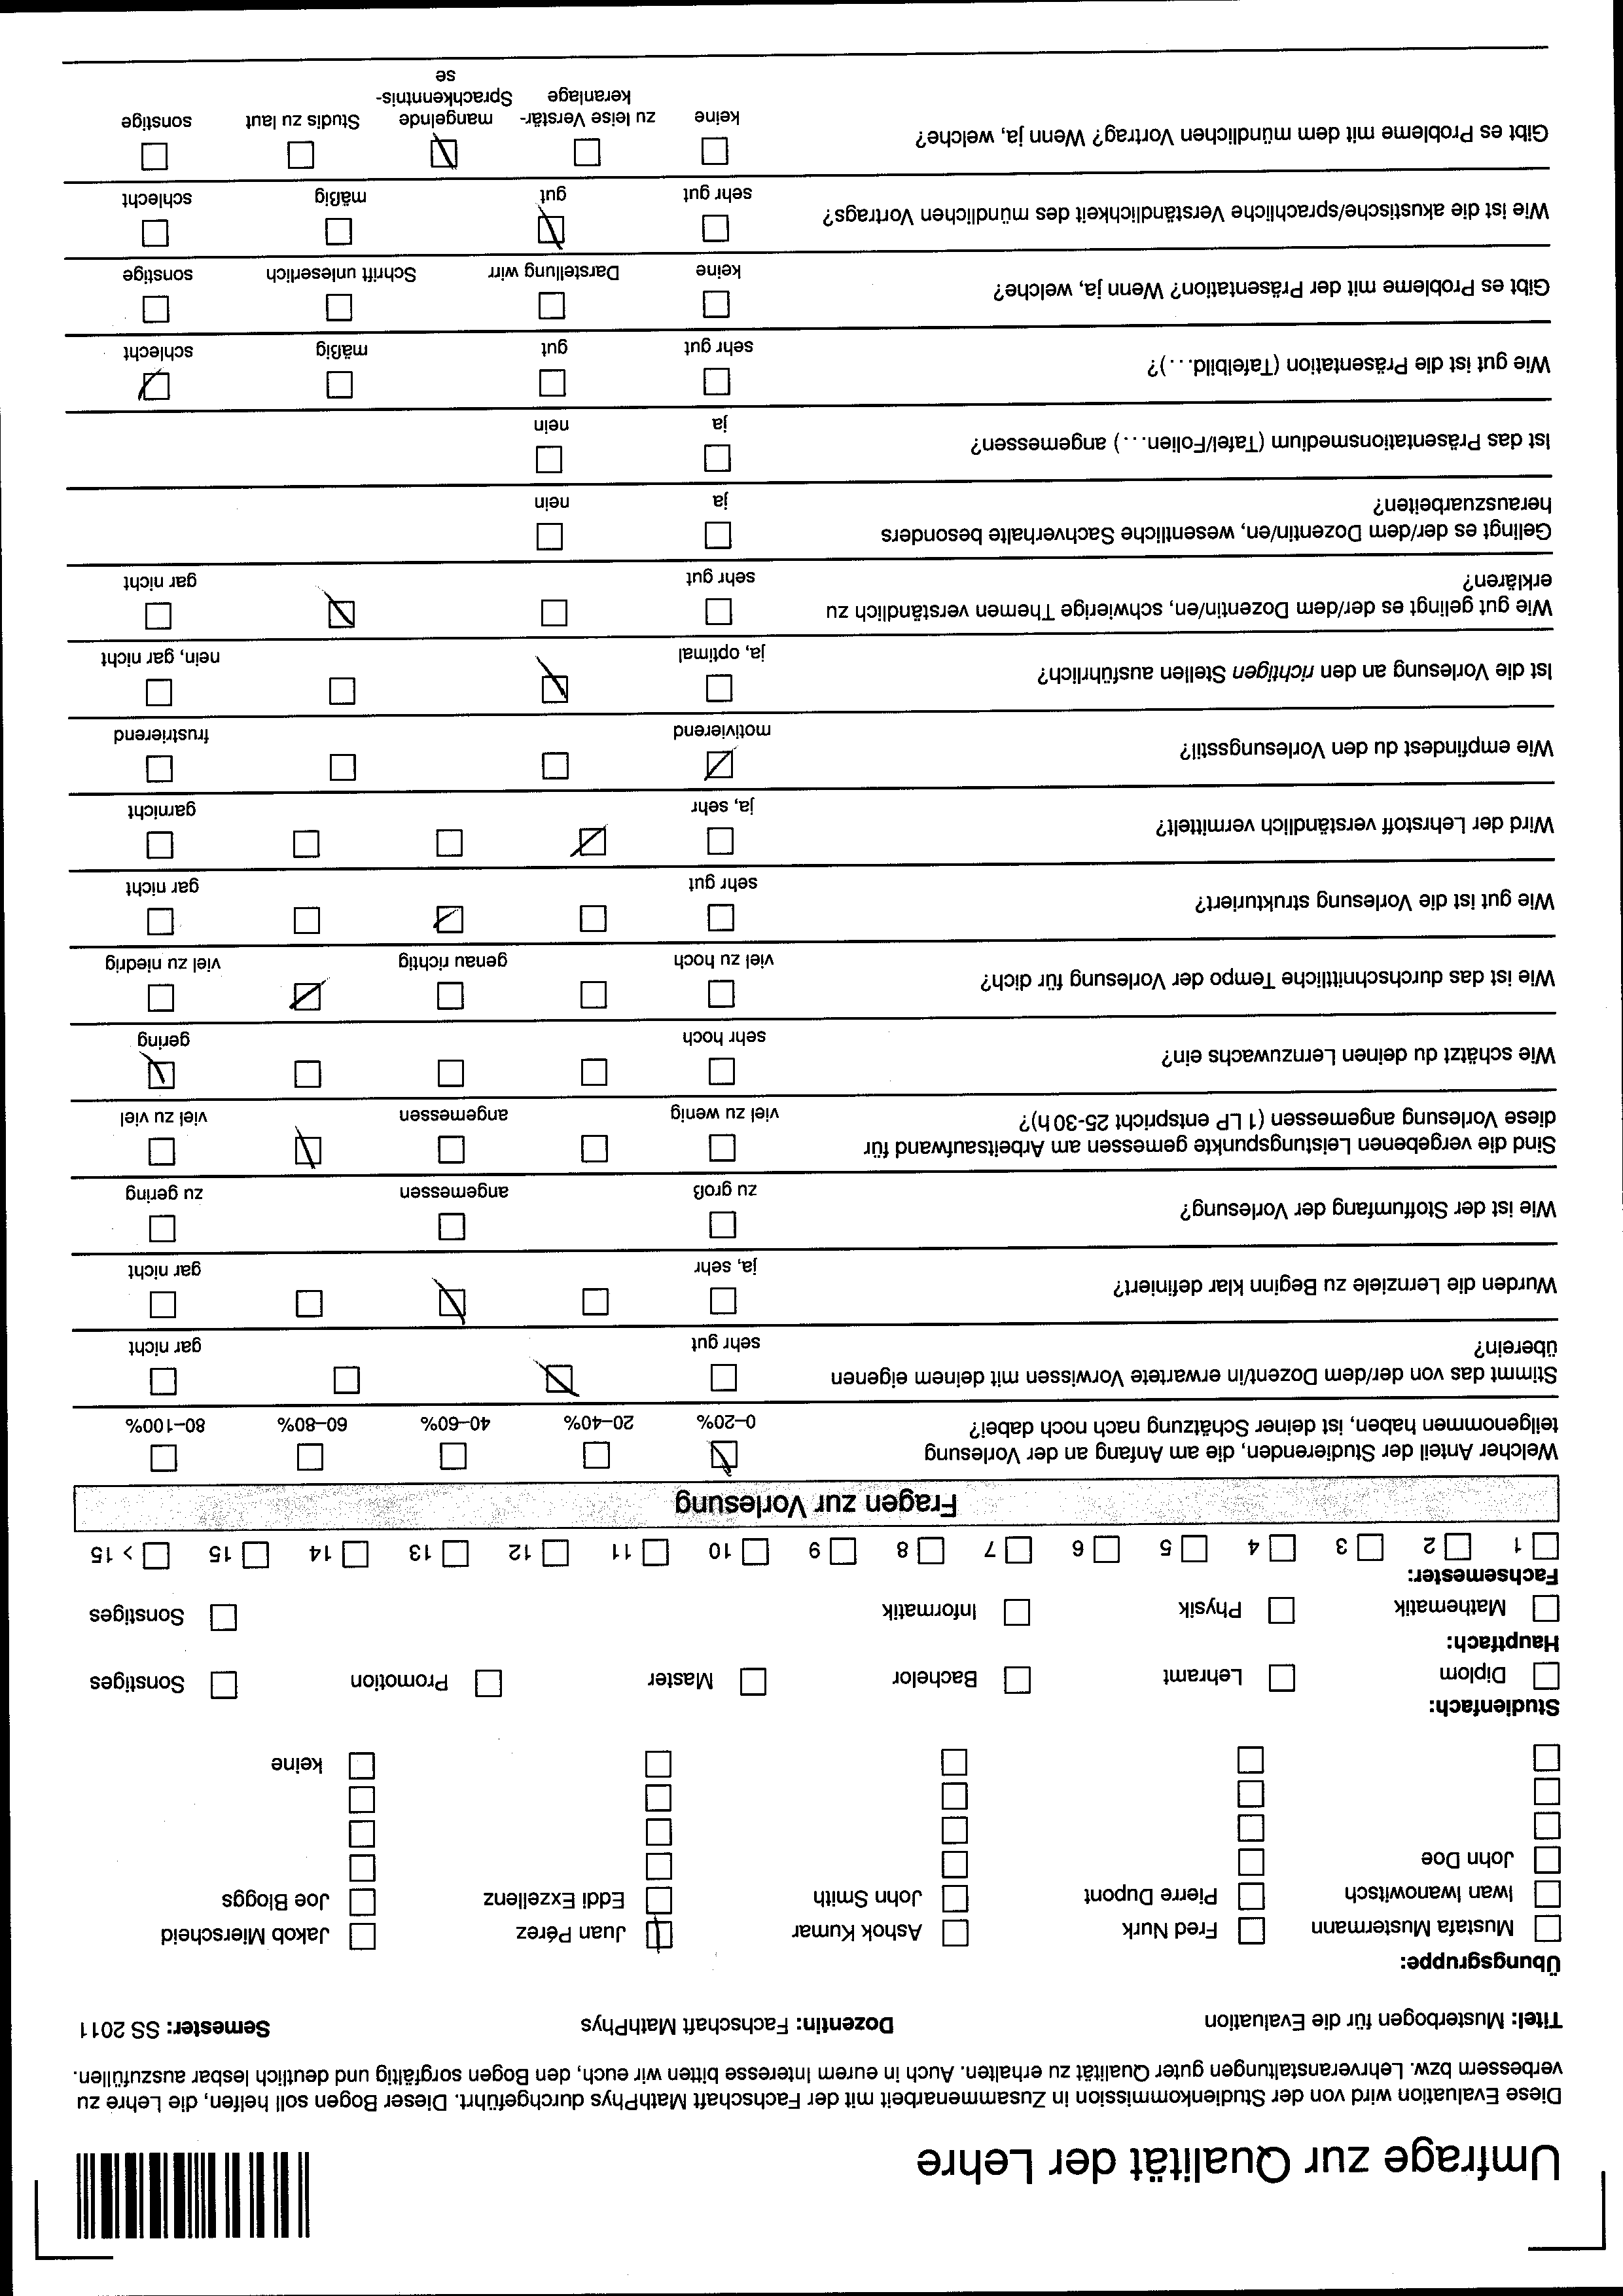 Umfrage zur Qualität der Lehre
Diese Evaluation wird von der Studienkommission in Zusammenarbeit mit der Fachschaft MathPhys durchgeführt. Dieser Bogen soll helfen, die Lehre zu
verbessern bzw. Lehrveranstaltungen guter Qualität zu erhalten. Auch in eurem Interesse bitten wir euch, den Bogen sorgfältig und deutlich lesbar auszufüllen.
Titel: Musterbogen für die Evaluation Dozentin: Fachschaft MathPhys Semester: SS 2011
Übungsgruppe:
Mustafa Mustermann Fred Nurk Ashok Kumar Juan Pérez Jakob Mierscheid
Iwan Iwanowitsch Pierre Dupont John Smith Eddi Exzellenz Joe Bloggs
John Doe
keine
Studienfach:
Diplom Lehramt Bachelor Master Promotion Sonstiges
Hauptfach:
Mathematik Physik Informatik Sonstiges
Fachsemester:
1 2 3 4 5 6 7 8 9 10 11 12 13 14 15 > 15
Fragen zur Vorlesung
Welcher Anteil der Studierenden, die am Anfang an der Vorlesung
teilgenommen haben, ist deiner Schätzung nach noch dabei?
0–20% 20–40% 40–60% 60–80% 80–100%
Stimmt das von der/dem Dozent/in erwartete Vorwissen mit deinem eigenen
überein?
sehr gut gar nicht
Wurden die Lernziele zu Beginn klar definiert?
ja, sehr gar nicht
Wie ist der Stoffumfang der Vorlesung?
zu groß angemessen zu gering
Sind die vergebenen Leistungspunkte gemessen am Arbeitsaufwand für
diese Vorlesung angemessen (1 LP entspricht 25-30 h)?
viel zu wenig angemessen viel zu viel
Wie schätzt du deinen Lernzuwachs ein?
sehr hoch gering
Wie ist das durchschnittliche Tempo der Vorlesung für dich?
viel zu hoch genau richtig viel zu niedrig
Wie gut ist die Vorlesung strukturiert?
sehr gut gar nicht
Wird der Lehrstoff verständlich vermittelt?
ja, sehr garnicht
Wie empfindest du den Vorlesungsstil?
motivierend frustrierend
Ist die Vorlesung an den richtigen Stellen ausführlich?
ja, optimal nein, gar nicht
Wie gut gelingt es der/dem Dozentin/en, schwierige Themen verständlich zu
erklären?
sehr gut gar nicht
Gelingt es der/dem Dozentin/en, wesentliche Sachverhalte besonders
herauszuarbeiten?
ja nein
Ist das Präsentationsmedium (Tafel/Folien...) angemessen?
ja nein
Wie gut ist die Präsentation (Tafelbild...)?
sehr gut gut mäßig schlecht
Gibt es Probleme mit der Präsentation? Wenn ja, welche?
keine Darstellung wirr Schrift unleserlich sonstige
Wie ist die akustische/sprachliche Verständlichkeit des mündlichen Vortrags?
sehr gut gut mäßig schlecht
Gibt es Probleme mit dem mündlichen Vortrag? Wenn ja, welche?
keine zu leise Verstär- mangelnde Studis zu laut sonstige
keranlage Sprachkenntnis-
se